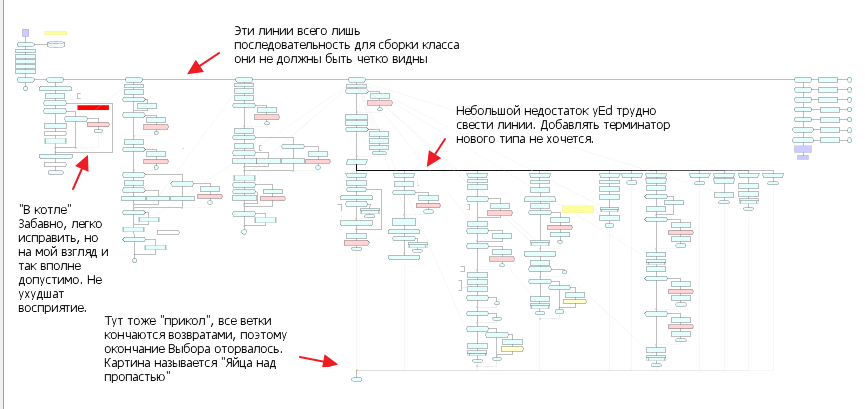 Эти линии всего лишь
последовательность для сборки класса
они не должны быть четко видны
Небольшой недостаток yEd трудно
свести линии. Добавлять терминатор
нового типа не хочется.
"В котле"
Забавно, легко
исправить, но
на мой взгляд и
так вполне
допустимо. Не
ухудшат
восприятие.
Тут тоже "прикол", все ветки
кончаются возвратами, поэтому
окончание Выбора оторвалось.
Картина называется "Яйца над
пропастью"